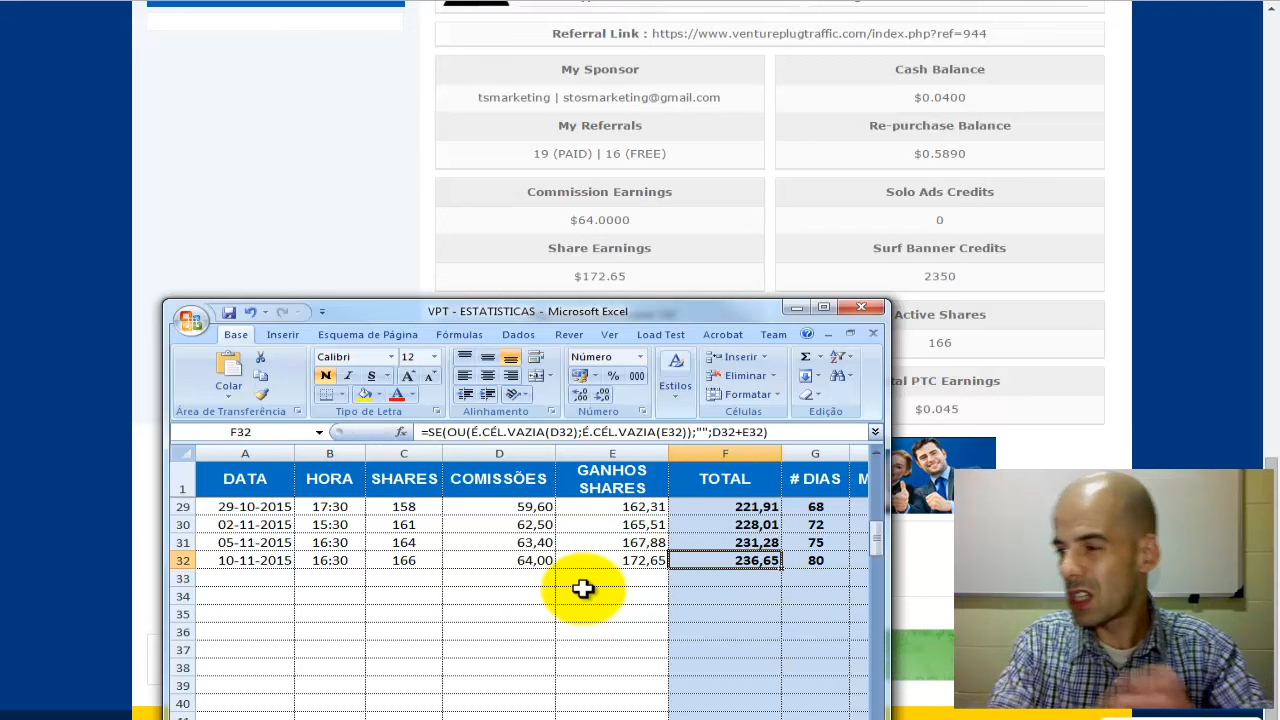 Referral Link : https://www.ventureplugtraffic.com/index.php?ref=944
My Sponsor
tsmarketing | stosmarketing@gmail.com
My Referrals
19 (PAID) | 16 (FREE)
Cash Balance
$0.0400
Re-purchase Balance
$0.5890
Commission Earnings
$64.0000
Share Earnings
$172.65
Solo Ads Credits
0
Surf Banner Credits
2350
Active Shares
166
PTC Earnings
$0.045
VPT - ESTATISTICAS - Microsoft Excel
Base Inserir Esquema de Página Fórmulas Dados Rever Ver Load Test Acrobat Team
Colar
Área de Transferência
Calibri 12
N I S
Tipo de Letra
Alinhamento
Número
% 000
Número
Estilos
Inserir
Eliminar
Formatar
Células
Σ
Edição
F32 fx =SE(OU(É.CÉL.VAZIA(D32);É.CÉL.VAZIA(E32));"";D32+E32)
A B C D E F G
1 DATA HORA SHARES COMISSÕES GANHOS SHARES TOTAL # DIAS
29 29-10-2015 17:30 158 59,60 162,31 221,91 68
30 02-11-2015 15:30 161 62,50 165,51 228,01 72
31 05-11-2015 16:30 164 63,40 167,88 231,28 75
32 10-11-2015 16:30 166 64,00 172,65 236,65 80
33
34
35
36
37
38
39
40